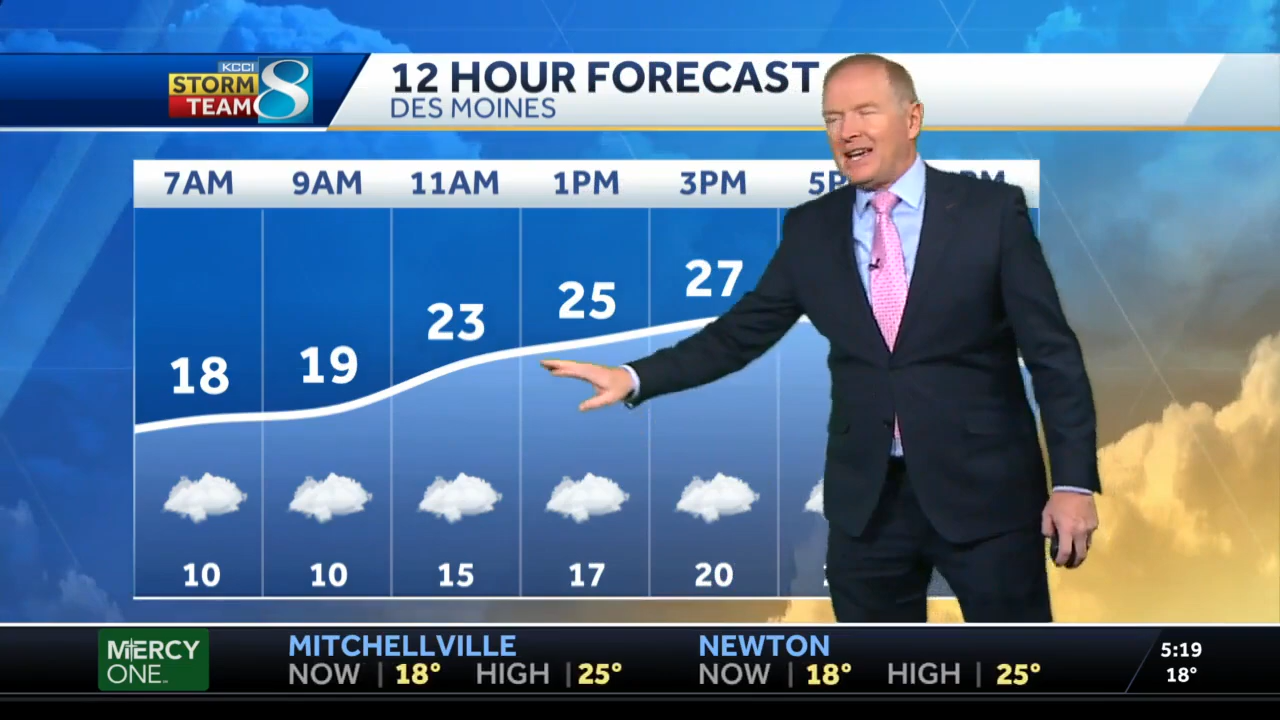 KCCI
STORM
TEAM 8
12 HOUR FORECAST
DES MOINES
7AM 9AM 11AM 1PM 3PM
18 19 23 25 27
10 10 15 17 20
MERCY
ONE
MITCHELLVILLE
NOW | 18° HIGH | 25°
NEWTON
NOW | 18° HIGH | 25°
5:19
18°